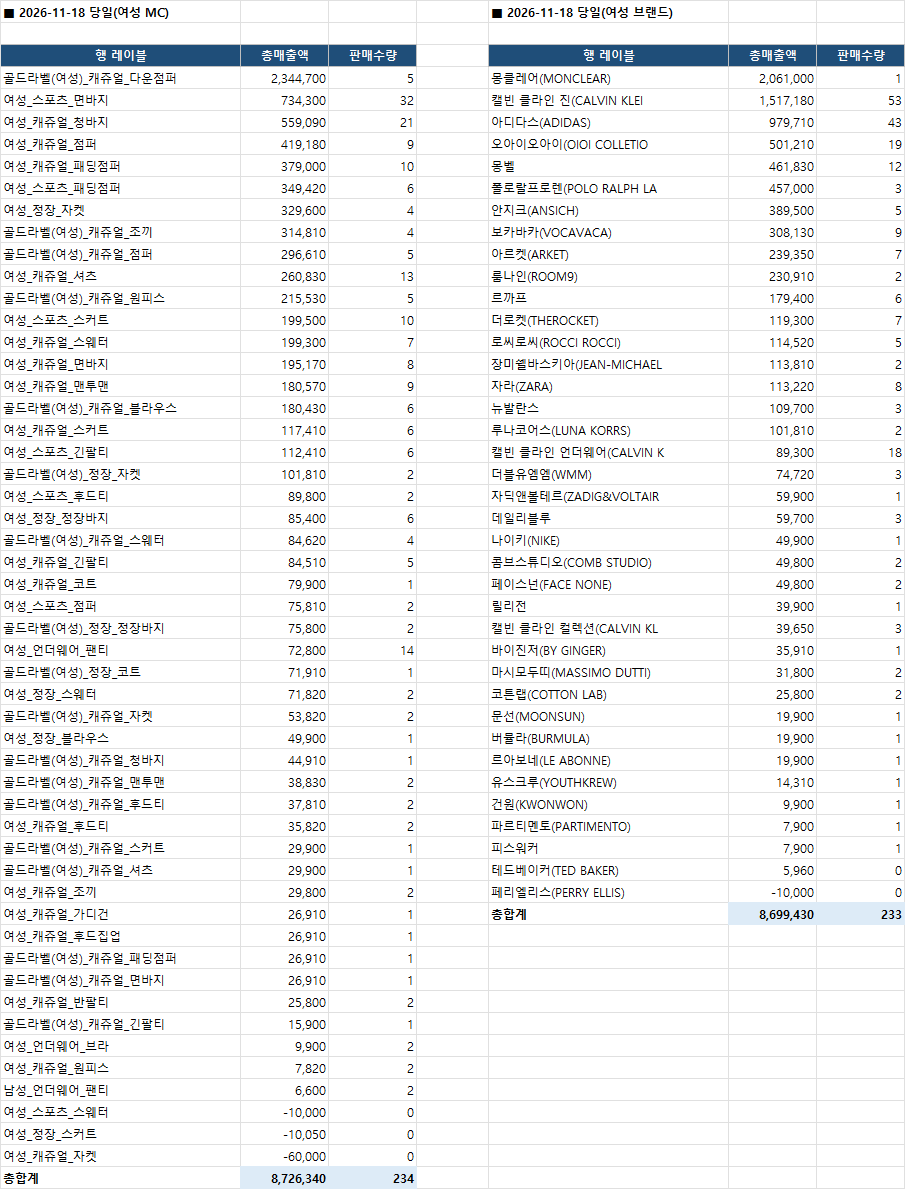 ■ 2026-11-18 당일(여성 MC)
행 레이블 총매출액 판매수량
골드라벨(여성)_캐쥬얼_다운점퍼 2,344,700 5
여성_스포츠_면바지 734,300 32
여성_캐쥬얼_청바지 559,090 21
여성_캐쥬얼_점퍼 419,180 9
여성_캐쥬얼_패딩점퍼 379,000 10
여성_스포츠_패딩점퍼 349,420 6
여성_정장_자켓 329,600 4
골드라벨(여성)_캐쥬얼_조끼 314,810 4
골드라벨(여성)_캐쥬얼_점퍼 296,610 5
여성_캐쥬얼_셔츠 260,830 13
골드라벨(여성)_캐쥬얼_원피스 215,530 5
여성_스포츠_스커트 199,500 10
여성_캐쥬얼_스웨터 199,300 7
여성_캐쥬얼_면바지 195,170 8
여성_캐쥬얼_맨투맨 180,570 9
골드라벨(여성)_캐쥬얼_블라우스 180,430 6
여성_캐쥬얼_스커트 117,410 6
여성_스포츠_긴팔티 112,410 6
골드라벨(여성)_정장_자켓 101,810 2
여성_스포츠_후드티 89,800 2
여성_정장_정장바지 85,400 6
골드라벨(여성)_캐쥬얼_스웨터 84,620 4
여성_캐쥬얼_긴팔티 84,510 5
여성_캐쥬얼_코트 79,900 1
여성_스포츠_점퍼 75,810 2
골드라벨(여성)_정장_정장바지 75,800 2
여성_언더웨어_팬티 72,800 14
골드라벨(여성)_정장_코트 71,910 1
여성_정장_스웨터 71,820 2
골드라벨(여성)_캐쥬얼_자켓 53,820 2
여성_정장_블라우스 49,900 1
골드라벨(여성)_캐쥬얼_청바지 44,910 1
골드라벨(여성)_캐쥬얼_맨투맨 38,830 2
골드라벨(여성)_캐쥬얼_후드티 37,810 2
여성_캐쥬얼_후드티 35,820 2
골드라벨(여성)_캐쥬얼_스커트 29,900 1
골드라벨(여성)_캐쥬얼_셔츠 29,900 1
여성_캐쥬얼_조끼 29,800 2
여성_캐쥬얼_가디건 26,910 1
여성_캐쥬얼_후드집업 26,910 1
골드라벨(여성)_캐쥬얼_패딩점퍼 26,910 1
골드라벨(여성)_캐쥬얼_면바지 26,910 1
여성_캐쥬얼_반팔티 25,800 2
골드라벨(여성)_캐쥬얼_긴팔티 15,900 1
여성_언더웨어_브라 9,900 2
여성_캐쥬얼_원피스 7,820 2
남성_언더웨어_팬티 6,600 2
여성_스포츠_스웨터 -10,000 0
여성_정장_스커트 -10,050 0
여성_캐쥬얼_자켓 -60,000 0
총합계 8,726,340 234
■ 2026-11-18 당일(여성 브랜드)
행 레이블 총매출액 판매수량
몽클레어(MONCLEAR) 2,061,000 1
캘빈 클라인 진(CALVIN KLEI 1,517,180 53
아디다스(ADIDAS) 979,710 43
오아이오아이(OIOI COLLETIO 501,210 19
몽벨 461,830 12
폴로랄프로렌(POLO RALPH LA 457,000 3
안지크(ANSICH) 389,500 5
보카바카(VOCAVACA) 308,130 9
아르켓(ARKET) 239,350 7
룸나인(ROOM9) 230,910 2
르까프 179,400 6
더로켓(THEROCKET) 119,300 7
로씨로씨(ROCCI ROCCI) 114,520 5
장미쉘바스키아(JEAN-MICHAEL 113,810 2
자라(ZARA) 113,220 8
뉴발란스 109,700 3
루나코어스(LUNA KORRS) 101,810 2
캘빈 클라인 언더웨어(CALVIN K 89,300 18
더블유엠엠(WMM) 74,720 3
자딕앤볼테르(ZADIG&VOLTAIR 59,900 1
데일리블루 59,700 3
나이키(NIKE) 49,900 1
콤브스튜디오(COMB STUDIO) 49,800 2
페이스넌(FACE NONE) 49,800 2
릴리전 39,900 1
캘빈 클라인 컬렉션(CALVIN KL 39,650 3
바이진저(BY GINGER) 35,910 1
마시모두띠(MASSIMO DUTTI) 31,800 2
코튼랩(COTTON LAB) 25,800 2
문선(MOONSUN) 19,900 1
버뮬라(BURMULA) 19,900 1
르아보네(LE ABONNE) 19,900 1
유스크루(YOUTHKREW) 14,310 1
건원(KWONWON) 9,900 1
파르티멘토(PARTIMENTO) 7,900 1
피스워커 7,900 1
테드베이커(TED BAKER) 5,960 0
페리엘리스(PERRY ELLIS) -10,000 0
총합계 8,699,430 233